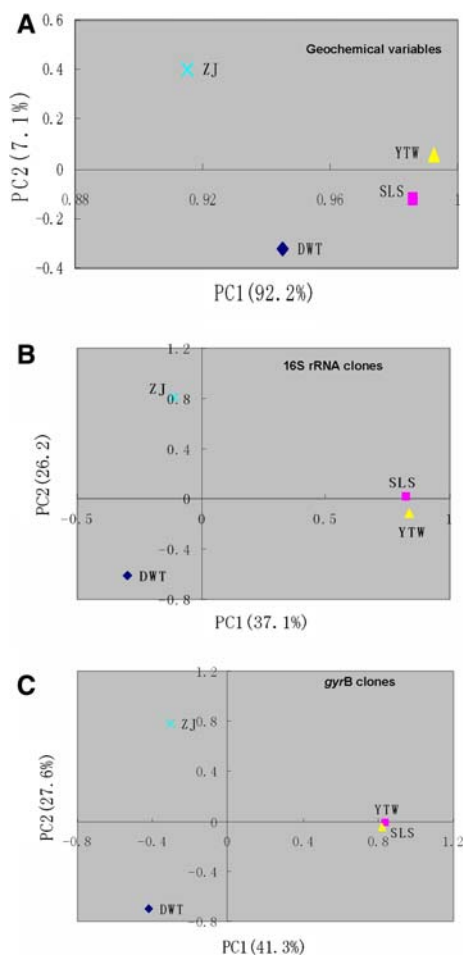 A
Geochemical variables
0.6
0.4
0.2
0
-0.2
-0.4
0.88
0.92
0.96
1
ZJ
YTW
SLS
DWT
PC2(7.1%)
PC1(92.2%)
B
16S rRNA clones
1.2
0.8
0.4
0
-0.4
-0.8
-0.5
0
0.5
1
ZJ
SLS
YTW
DWT
PC2(26.2)
PC1(37.1%)
C
gyrB clones
1.2
0.8
0.4
0
-0.4
-0.8
-0.8
-0.4
0
0.4
0.8
1.2
ZJ
YTW
SLS
DWT
PC2(27.6%)
PC1(41.3%)